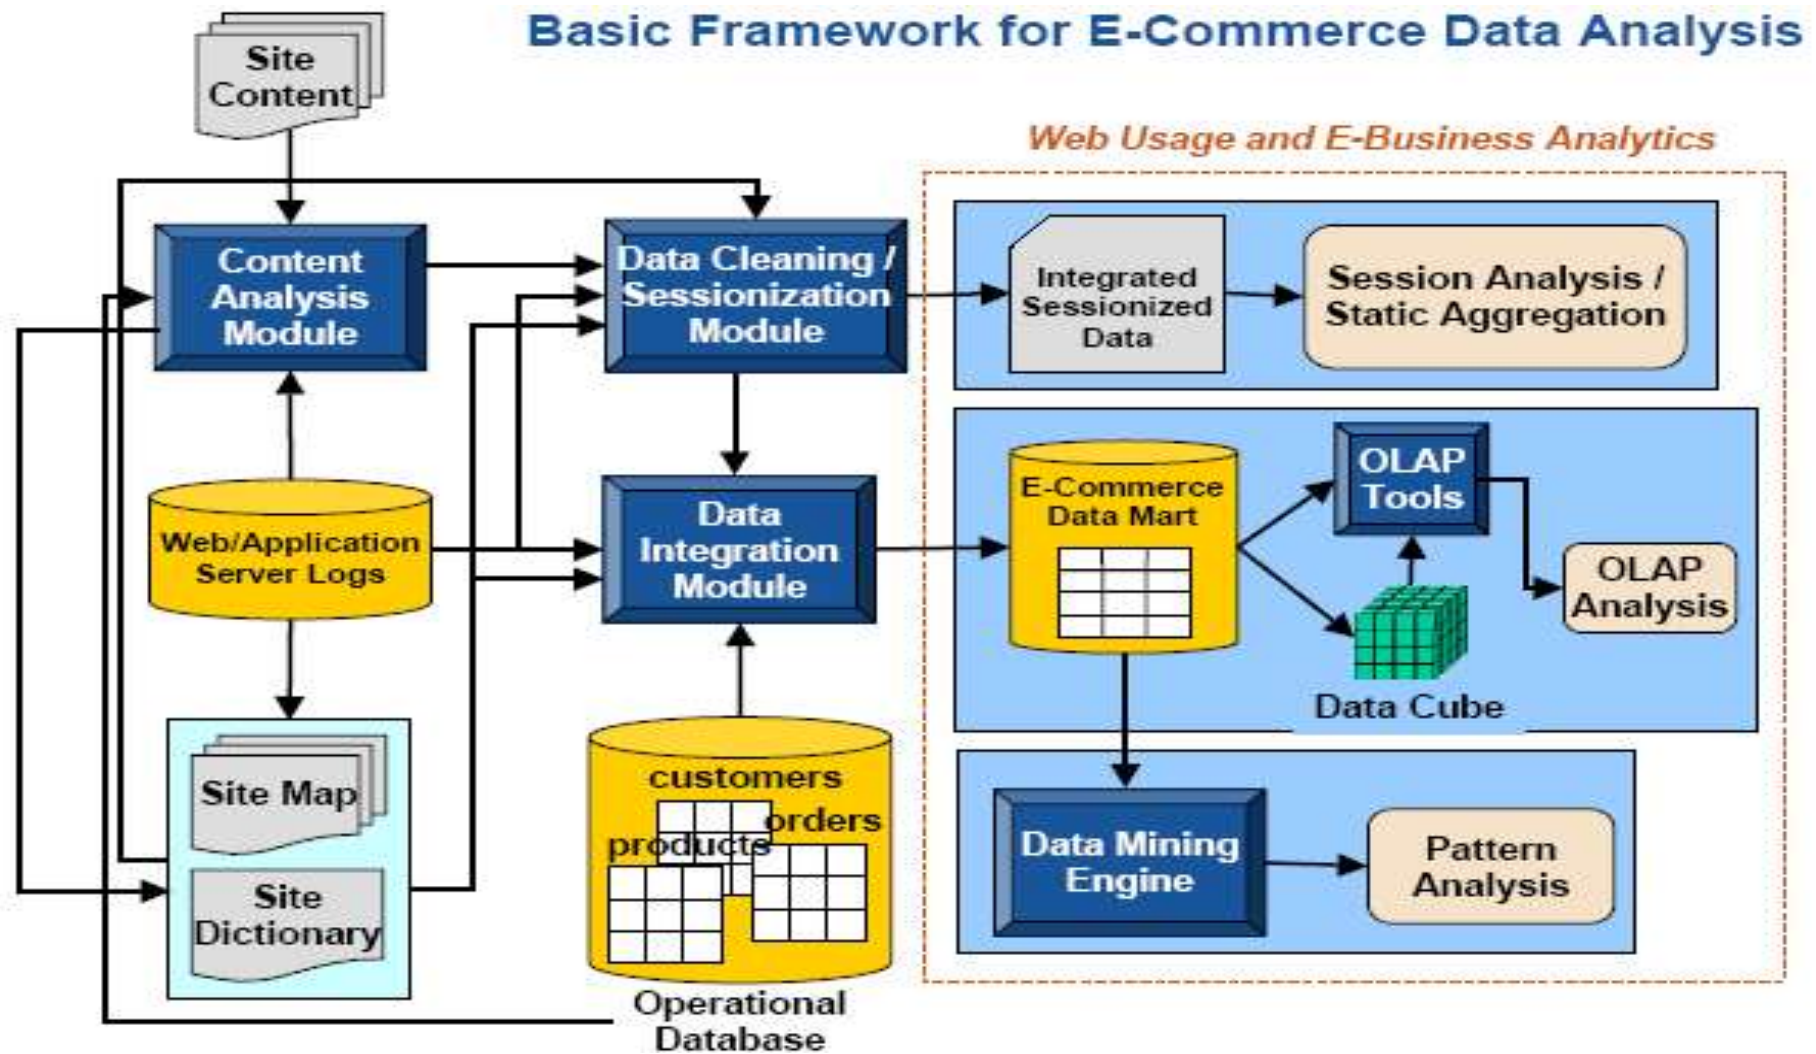 Basic Framework for E-Commerce Data Analysis
Site
Content
Web Usage and E-Business Analytics
Content
Analysis
Module
Data Cleaning /
Sessionization
Module
Integrated
Sessionized
Data
Session Analysis /
Static Aggregation
Web/Application
Server Logs
Data
Integration
Module
E-Commerce
Data Mart
OLAP
Tools
OLAP
Analysis
Data Cube
Site Map
Site
Dictionary
customers
orders
products
Operational
Database
Data Mining
Engine
Pattern
Analysis